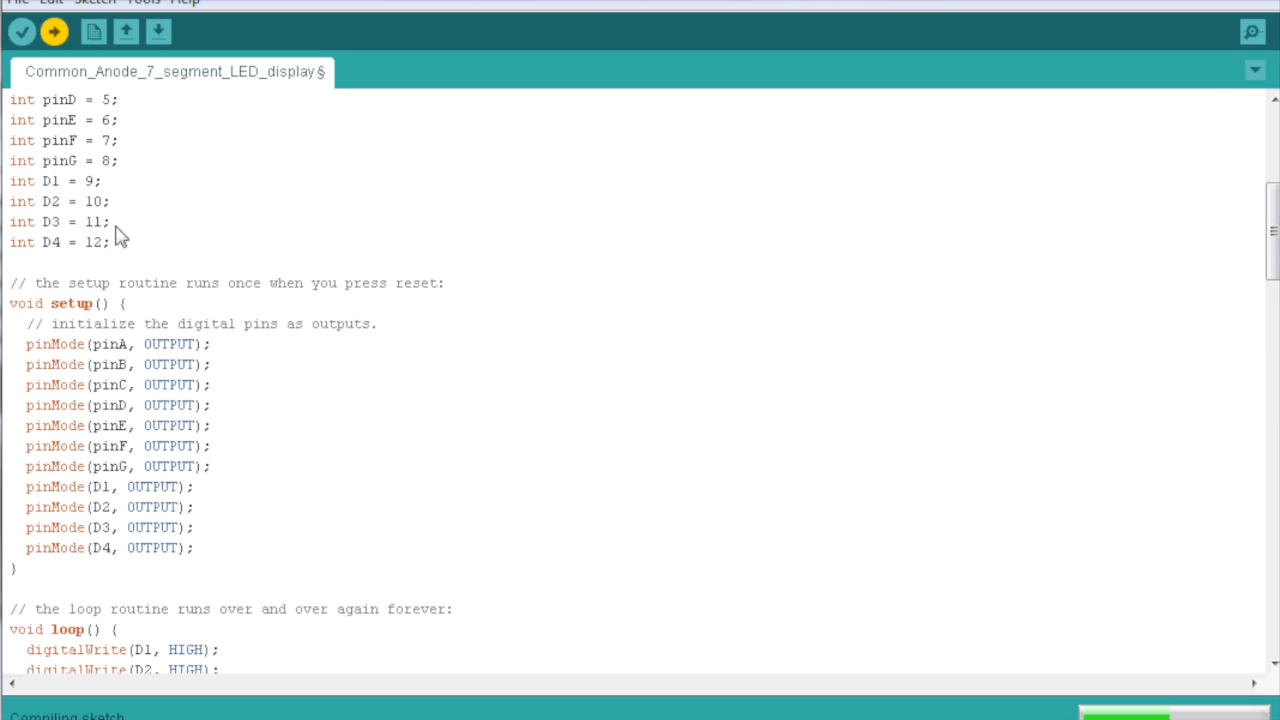 File Edit Sketch Tools Help
Common_Anode_7_segment_LED_display§
int pinD = 5;
int pinE = 6;
int pinF = 7;
int pinG = 8;
int D1 = 9;
int D2 = 10;
int D3 = 11;
int D4 = 12;
// the setup routine runs once when you press reset:
void setup() {
  // initialize the digital pins as outputs.
  pinMode(pinA, OUTPUT);
  pinMode(pinB, OUTPUT);
  pinMode(pinC, OUTPUT);
  pinMode(pinD, OUTPUT);
  pinMode(pinE, OUTPUT);
  pinMode(pinF, OUTPUT);
  pinMode(pinG, OUTPUT);
  pinMode(D1, OUTPUT);
  pinMode(D2, OUTPUT);
  pinMode(D3, OUTPUT);
  pinMode(D4, OUTPUT);
}
// the loop routine runs over and over again forever:
void loop() {
  digitalWrite(D1, HIGH);
  digitalWrite(D2, HIGH);
Compiling sketch